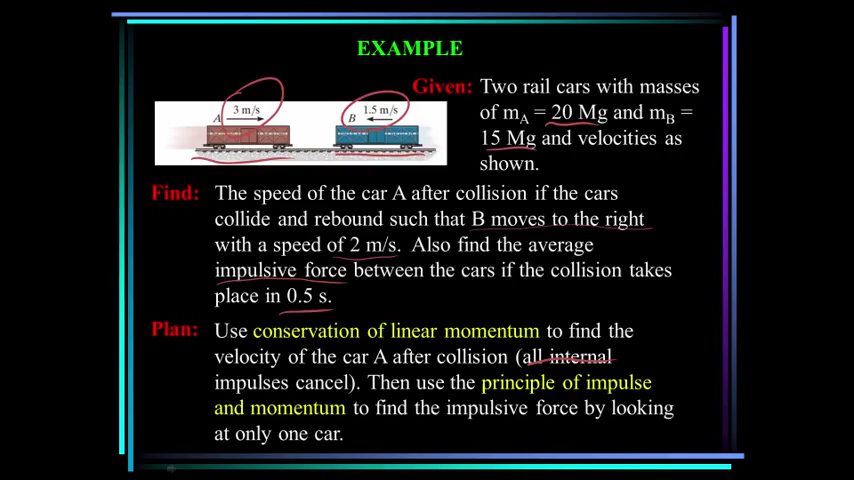 EXAMPLE
Given: Two rail cars with masses
of mA = 20 Mg and mB =
15 Mg and velocities as
shown.
A 3 m/s B 1.5 m/s
Find: The speed of the car A after collision if the cars
collide and rebound such that B moves to the right
with a speed of 2 m/s. Also find the average
impulsive force between the cars if the collision takes
place in 0.5 s.
Plan: Use conservation of linear momentum to find the
velocity of the car A after collision (all internal
impulses cancel). Then use the principle of impulse
and momentum to find the impulsive force by looking
at only one car.